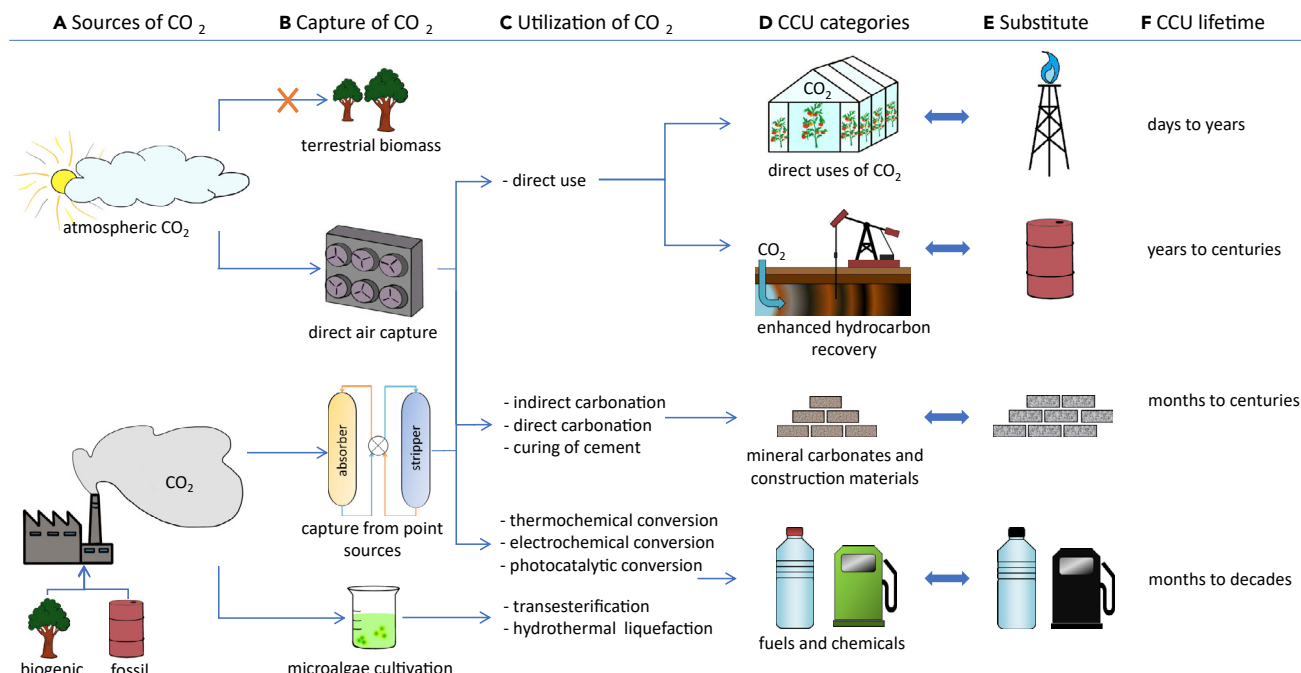 A Sources of CO2
B Capture of CO2
C Utilization of CO2
D CCU categories
E Substitute
F CCU lifetime
terrestrial biomass
atmospheric CO2
direct air capture
- direct use
CO2
direct uses of CO2
days to years
CO2
enhanced hydrocarbon
recovery
years to centuries
CO2
absorber
stripper
capture from point
sources
- indirect carbonation
- direct carbonation
- curing of cement
mineral carbonates and
construction materials
months to centuries
- thermochemical conversion
- electrochemical conversion
- photocatalytic conversion
- transesterification
- hydrothermal liquefaction
fuels and chemicals
months to decades
biogenic
fossil
microalgae cultivation